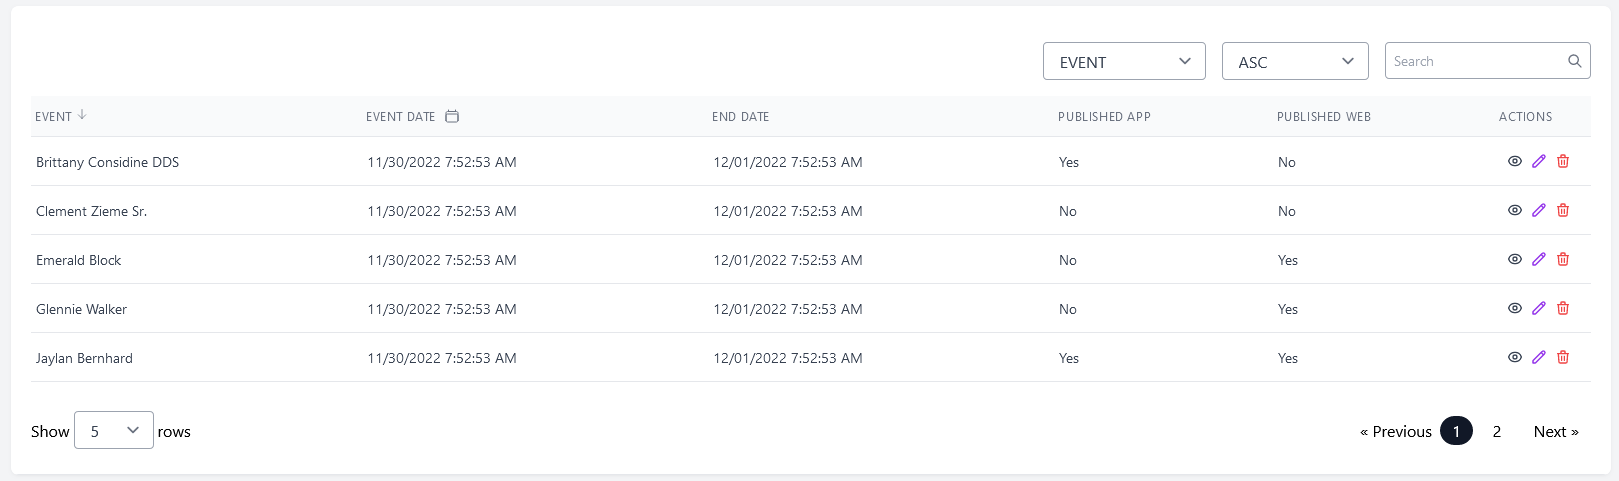 EVENT ASC Search
EVENT EVENT DATE END DATE PUBLISHED APP PUBLISHED WEB ACTIONS
Brittany Considine DDS 11/30/2022 7:52:53 AM 12/01/2022 7:52:53 AM Yes No
Clement Zieme Sr. 11/30/2022 7:52:53 AM 12/01/2022 7:52:53 AM No No
Emerald Block 11/30/2022 7:52:53 AM 12/01/2022 7:52:53 AM No Yes
Glennie Walker 11/30/2022 7:52:53 AM 12/01/2022 7:52:53 AM No Yes
Jaylan Bernhard 11/30/2022 7:52:53 AM 12/01/2022 7:52:53 AM Yes Yes
Show 5 rows « Previous 1 2 Next »